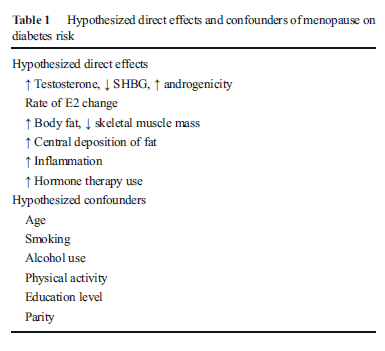 Table 1 Hypothesized direct effects and confounders of menopause on
diabetes risk
Hypothesized direct effects
↑ Testosterone, ↓ SHBG, ↑ androgenicity
Rate of E2 change
↑ Body fat, ↓ skeletal muscle mass
↑ Central deposition of fat
↑ Inflammation
↑ Hormone therapy use
Hypothesized confounders
Age
Smoking
Alcohol use
Physical activity
Education level
Parity